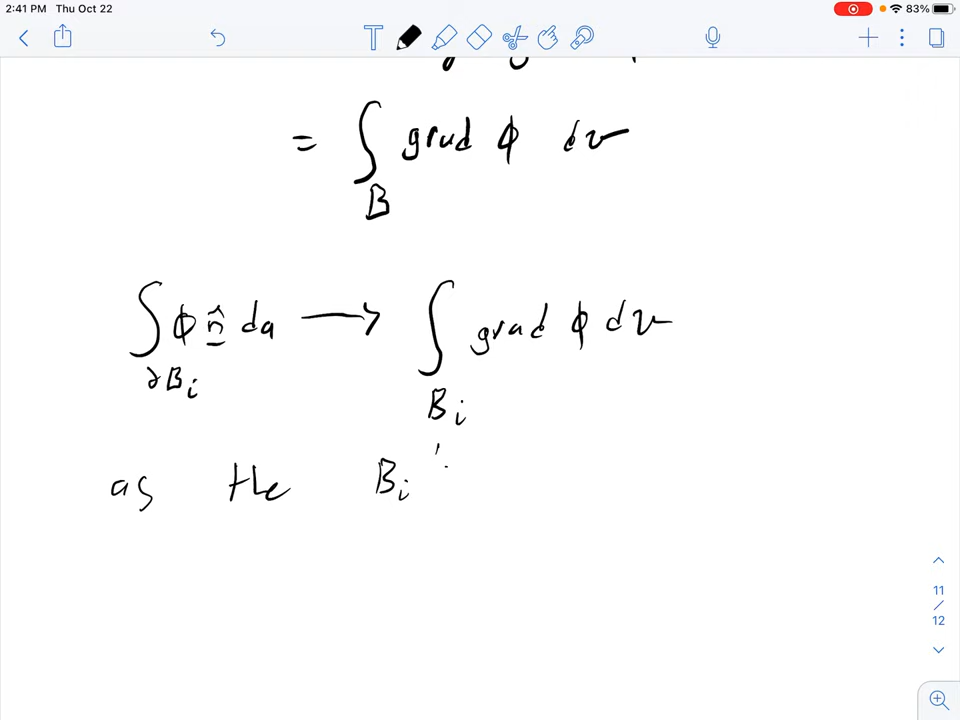 2:41 PM Thu Oct 22
83%
= ∫_B grad ϕ dv
∫_{∂B_i} ϕ n̲̂ da ⟶ ∫_{B_i} grad ϕ dv
as the B_i '
11
/
12